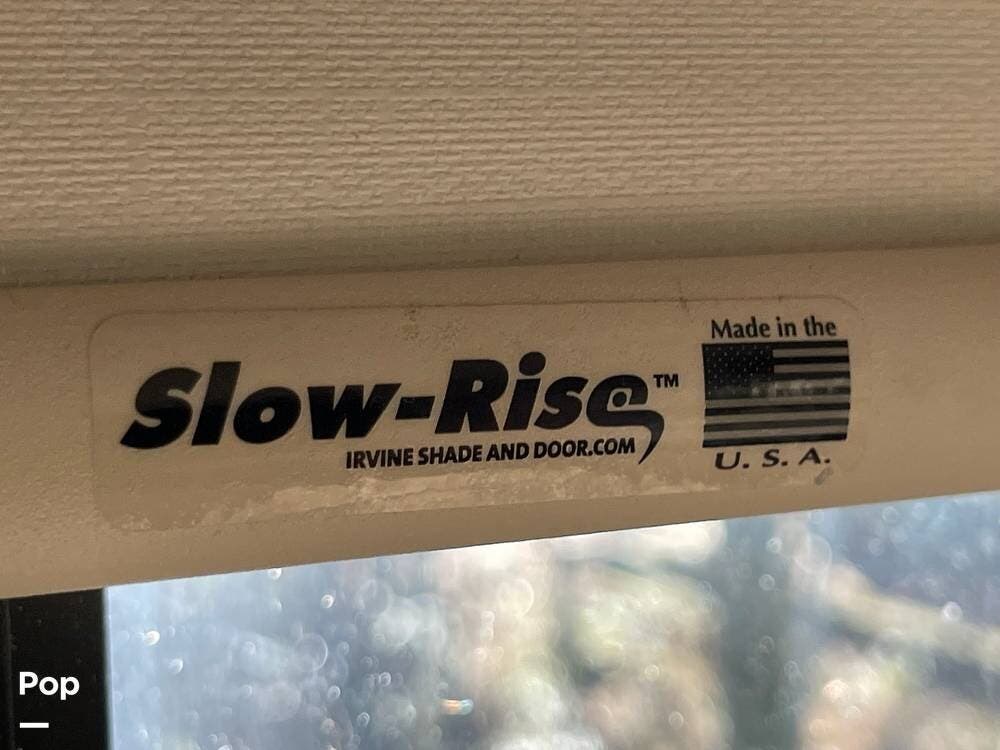 Slow-Rise™
IRVINE SHADE AND DOOR.COM
Made in the
U. S. A.
Pop